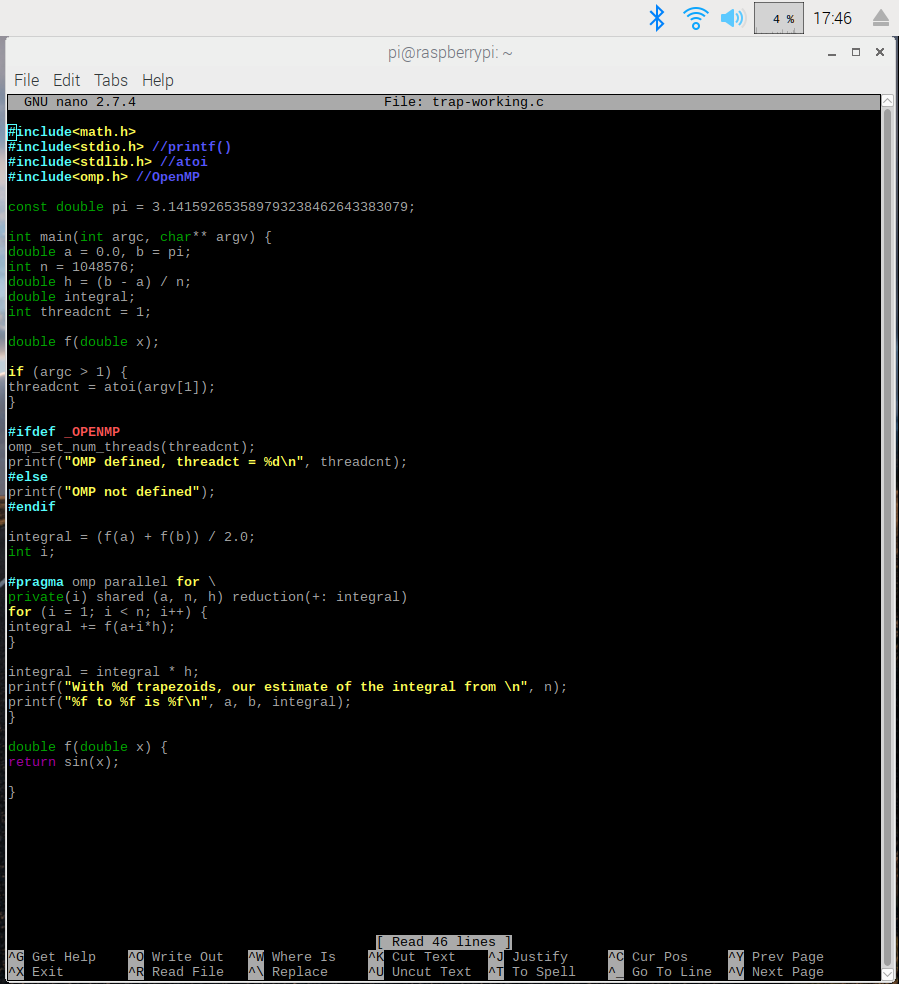 4 %
17:46
pi@raspberrypi: ~
File Edit Tabs Help
GNU nano 2.7.4 File: trap-working.c
#include<math.h>
#include<stdio.h> //printf()
#include<stdlib.h> //atoi
#include<omp.h> //OpenMP
const double pi = 3.141592653589793238462643383079;
int main(int argc, char** argv) {
double a = 0.0, b = pi;
int n = 1048576;
double h = (b - a) / n;
double integral;
int threadcnt = 1;
double f(double x);
if (argc > 1) {
threadcnt = atoi(argv[1]);
}
#ifdef _OPENMP
omp_set_num_threads(threadcnt);
printf("OMP defined, threadct = %d\n", threadcnt);
#else
printf("OMP not defined");
#endif
integral = (f(a) + f(b)) / 2.0;
int i;
#pragma omp parallel for \
private(i) shared (a, n, h) reduction(+: integral)
for (i = 1; i < n; i++) {
integral += f(a+i*h);
}
integral = integral * h;
printf("With %d trapezoids, our estimate of the integral from \n", n);
printf("%f to %f is %f\n", a, b, integral);
}
double f(double x) {
return sin(x);
}
[ Read 46 lines ]
^G Get Help ^O Write Out ^W Where Is ^K Cut Text ^J Justify ^C Cur Pos ^Y Prev Page
^X Exit ^R Read File ^\ Replace ^U Uncut Text ^T To Spell ^_ Go To Line ^V Next Page